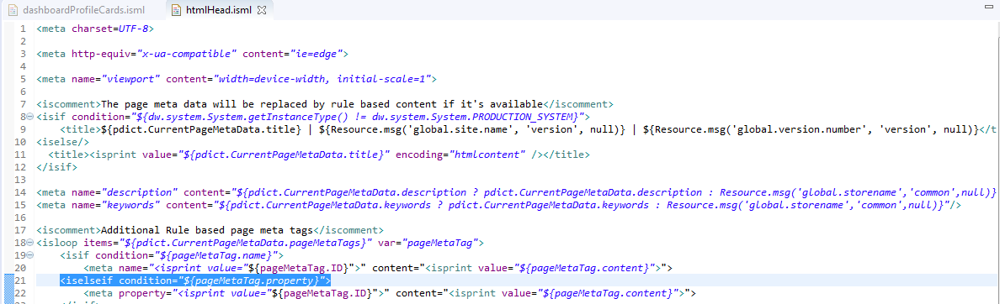 dashboardProfileCards.isml htmlHead.isml
1 <meta charset=UTF-8>
2
3 <meta http-equiv="x-ua-compatible" content="ie=edge">
4
5 <meta name="viewport" content="width=device-width, initial-scale=1">
6
7 <iscomment>The page meta data will be replaced by rule based content if it's available</iscomment>
8 <isif condition="${dw.system.System.getInstanceType() != dw.system.System.PRODUCTION_SYSTEM}">
9 <title>${pdict.CurrentPageMetaData.title} | ${Resource.msg('global.site.name', 'version', null)} | ${Resource.msg('global.version.number', 'version', null)}</t
10 <iselse/>
11 <title><isprint value="${pdict.CurrentPageMetaData.title}" encoding="htmlcontent" /></title>
12 </isif>
13
14 <meta name="description" content="${pdict.CurrentPageMetaData.description ? pdict.CurrentPageMetaData.description : Resource.msg('global.storename','common',null)}
15 <meta name="keywords" content="${pdict.CurrentPageMetaData.keywords ? pdict.CurrentPageMetaData.keywords : Resource.msg('global.storename','common',null)}"/>
16
17 <iscomment>Additional Rule based page meta tags</iscomment>
18 <isloop items="${pdict.CurrentPageMetaData.pageMetaTags}" var="pageMetaTag">
19 <isif condition="${pageMetaTag.name}">
20 <meta name="<isprint value="${pageMetaTag.ID}">" content="<isprint value="${pageMetaTag.content}">">
21 <iselseif condition="${pageMetaTag.property}">
22 <meta property="<isprint value="${pageMetaTag.ID}">" content="<isprint value="${pageMetaTag.content}">">